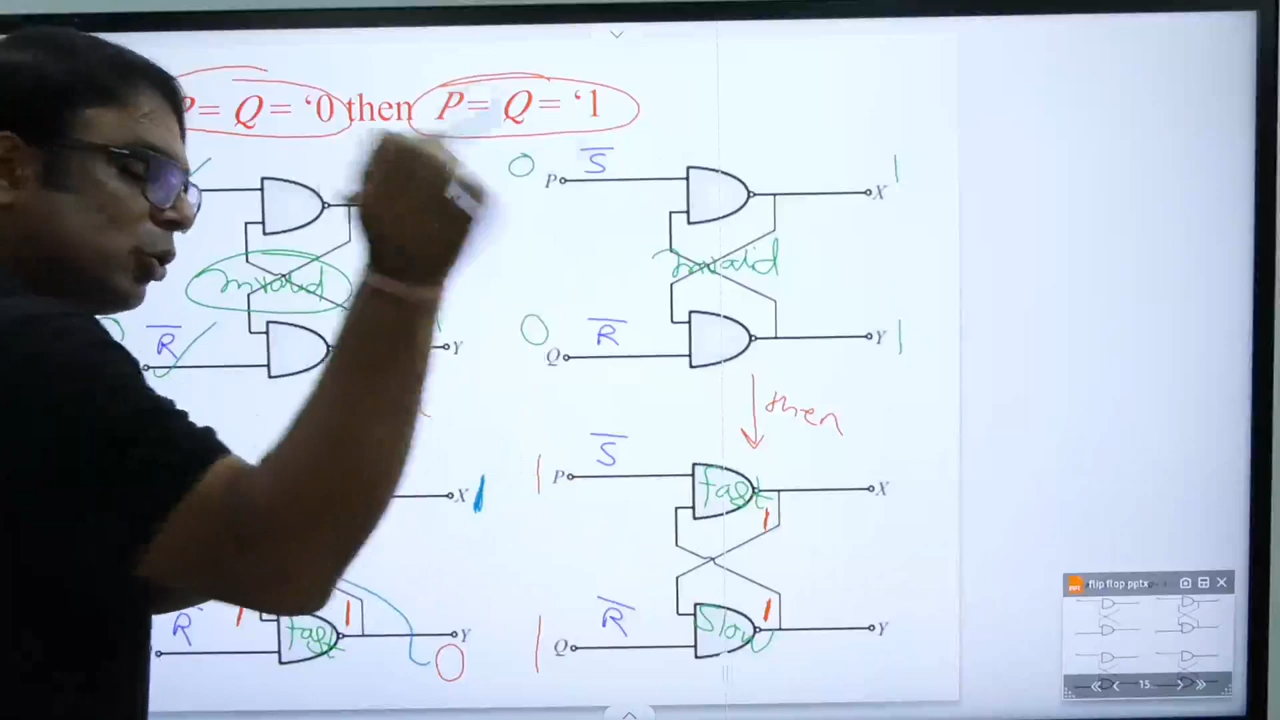 P= Q = ‘0 then P= Q = ‘1
0 P S X 1
invalid
invalid
R Y
0 Q R Y 1
then
1 P S fast X
X 1
1
1
R 1 1 fast Y 0
1 Q R slow Y
flip flop pptx
15